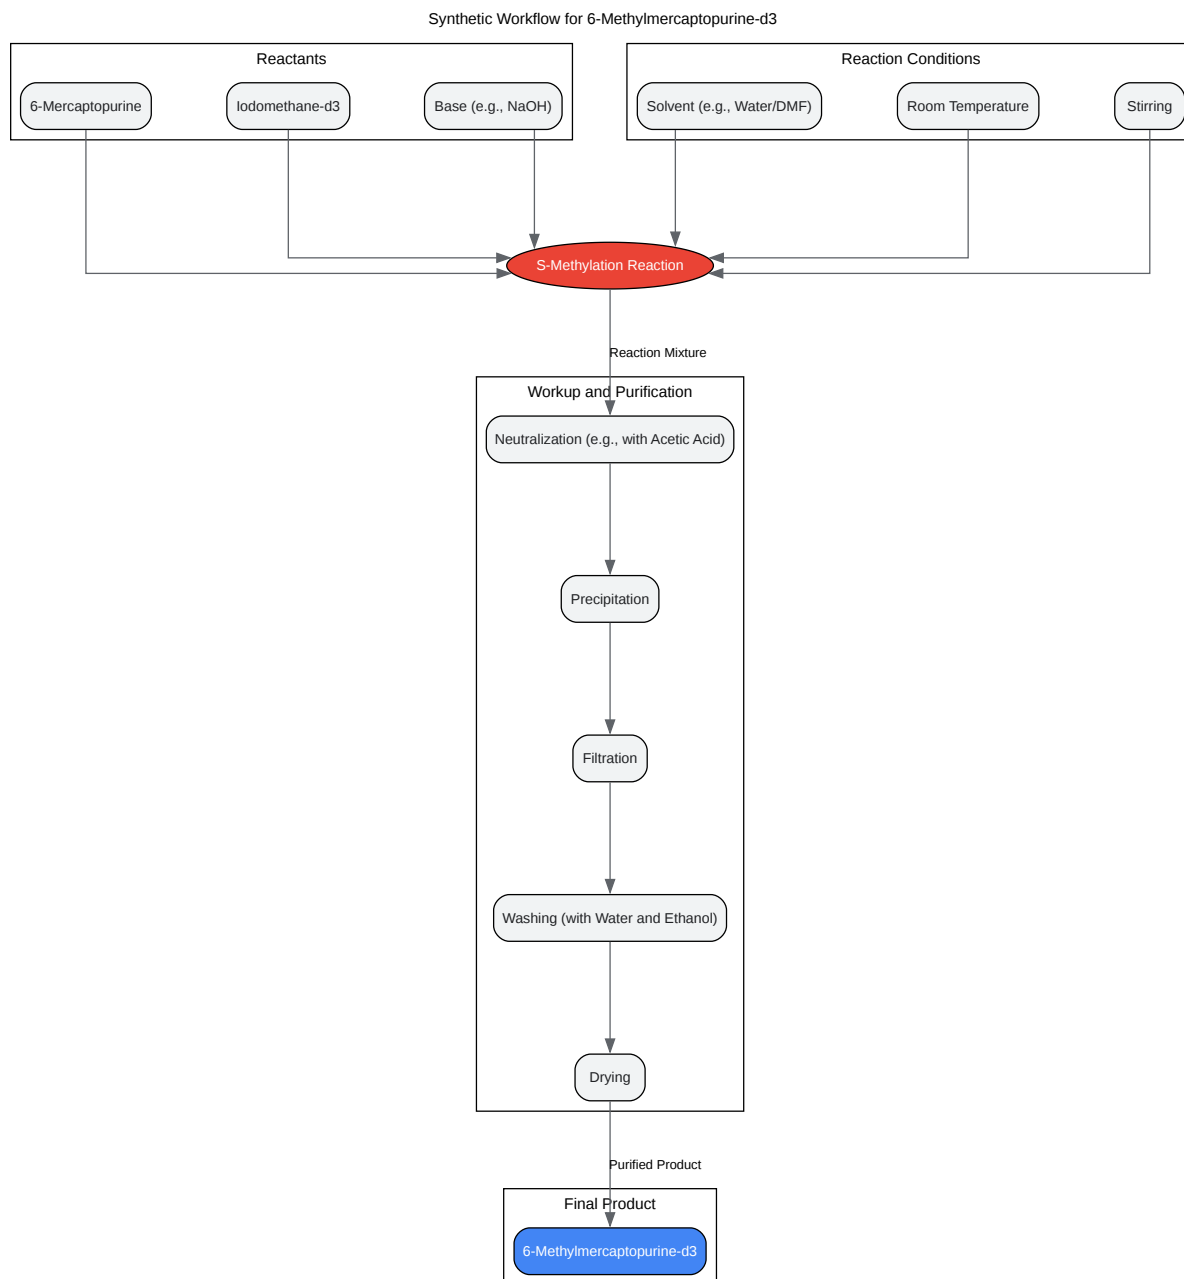 Synthetic Workflow for 6-Methylmercaptopurine-d3
Reactants
Reaction Conditions
6-Mercaptopurine
Iodomethane-d3
Base (e.g., NaOH)
Solvent (e.g., Water/DMF)
Room Temperature
Stirring
S-Methylation Reaction
Reaction Mixture
Workup and Purification
Neutralization (e.g., with Acetic Acid)
Precipitation
Filtration
Washing (with Water and Ethanol)
Drying
Purified Product
Final Product
6-Methylmercaptopurine-d3